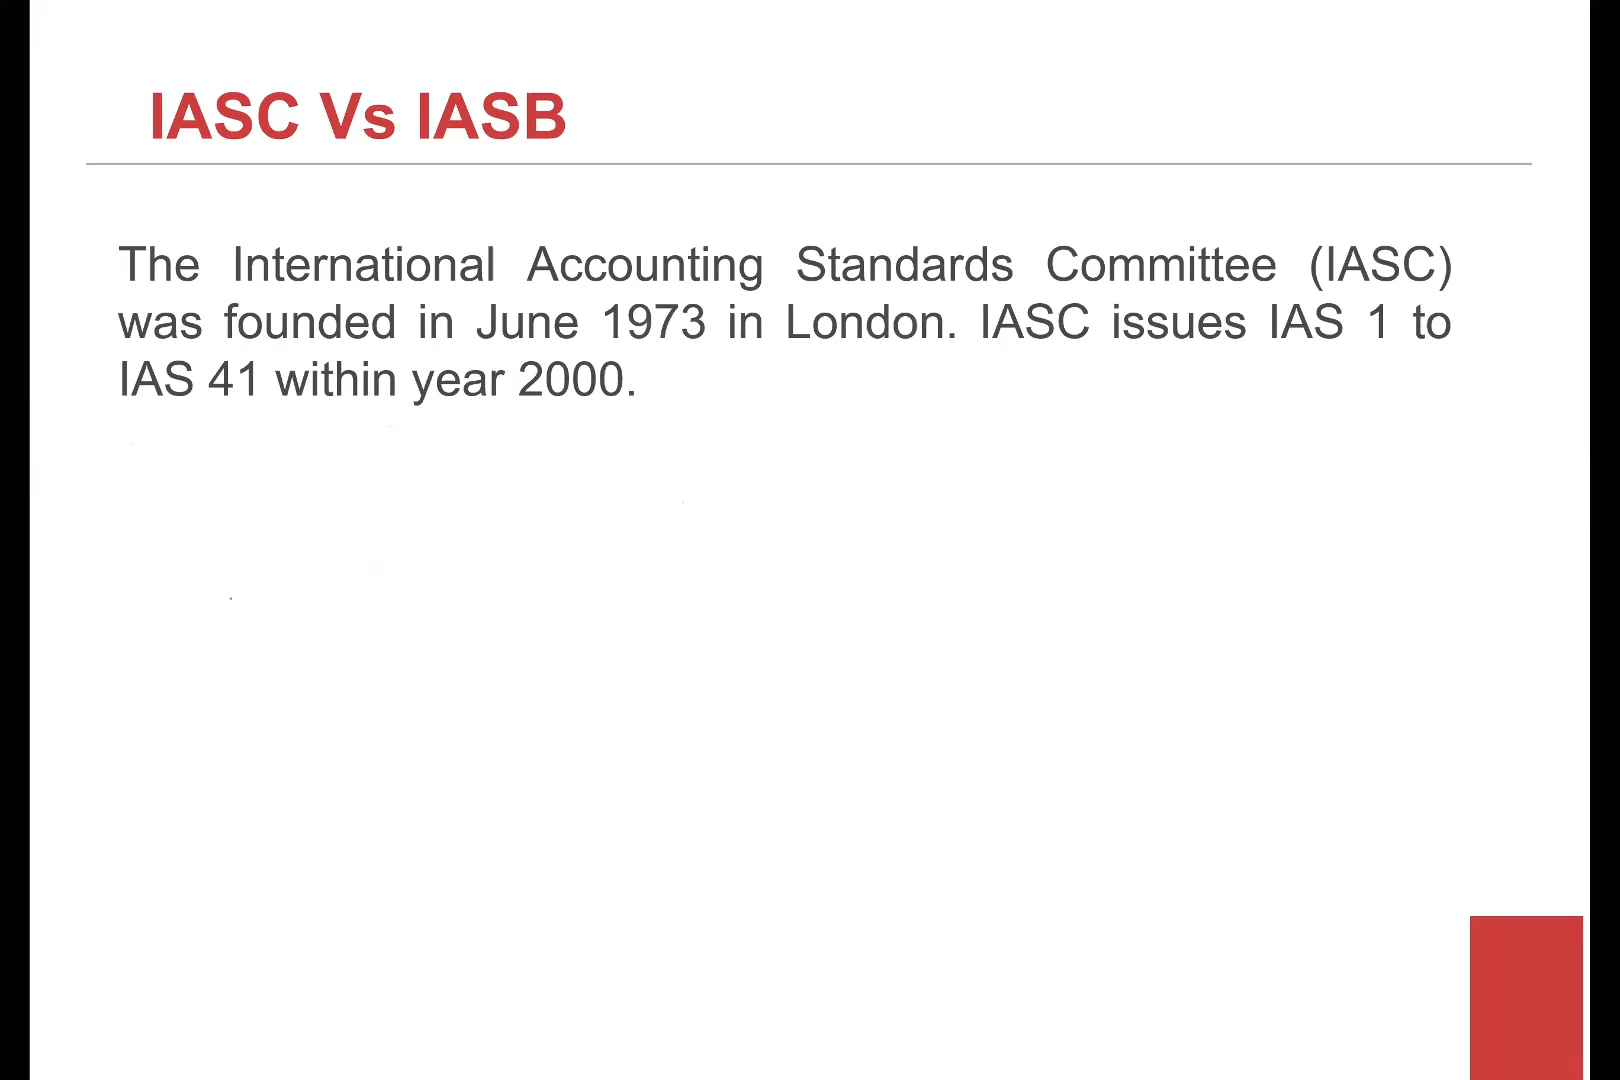 IASC Vs IASB
The International Accounting Standards Committee (IASC)
was founded in June 1973 in London. IASC issues IAS 1 to
IAS 41 within year 2000.